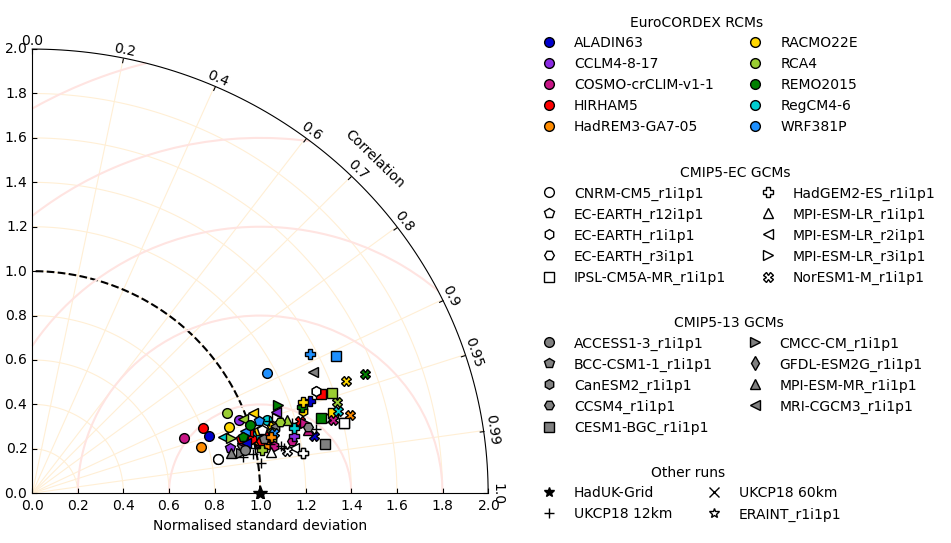 0.0
0.2
0.4
0.6
0.7
0.8
0.9
0.95
0.99
1.0
Correlation
2.0
1.8
1.6
1.4
1.2
1.0
0.8
0.6
0.4
0.2
0.0
0.0 0.2 0.4 0.6 0.8 1.0 1.2 1.4 1.6 1.8 2.0
Normalised standard deviation
EuroCORDEX RCMs
ALADIN63
CCLM4-8-17
COSMO-crCLIM-v1-1
HIRHAM5
HadREM3-GA7-05
RACMO22E
RCA4
REMO2015
RegCM4-6
WRF381P
CMIP5-EC GCMs
CNRM-CM5_r1i1p1
EC-EARTH_r12i1p1
EC-EARTH_r1i1p1
EC-EARTH_r3i1p1
IPSL-CM5A-MR_r1i1p1
HadGEM2-ES_r1i1p1
MPI-ESM-LR_r1i1p1
MPI-ESM-LR_r2i1p1
MPI-ESM-LR_r3i1p1
NorESM1-M_r1i1p1
CMIP5-13 GCMs
ACCESS1-3_r1i1p1
BCC-CSM1-1_r1i1p1
CanESM2_r1i1p1
CCSM4_r1i1p1
CESM1-BGC_r1i1p1
CMCC-CM_r1i1p1
GFDL-ESM2G_r1i1p1
MPI-ESM-MR_r1i1p1
MRI-CGCM3_r1i1p1
Other runs
HadUK-Grid
UKCP18 12km
UKCP18 60km
ERAINT_r1i1p1